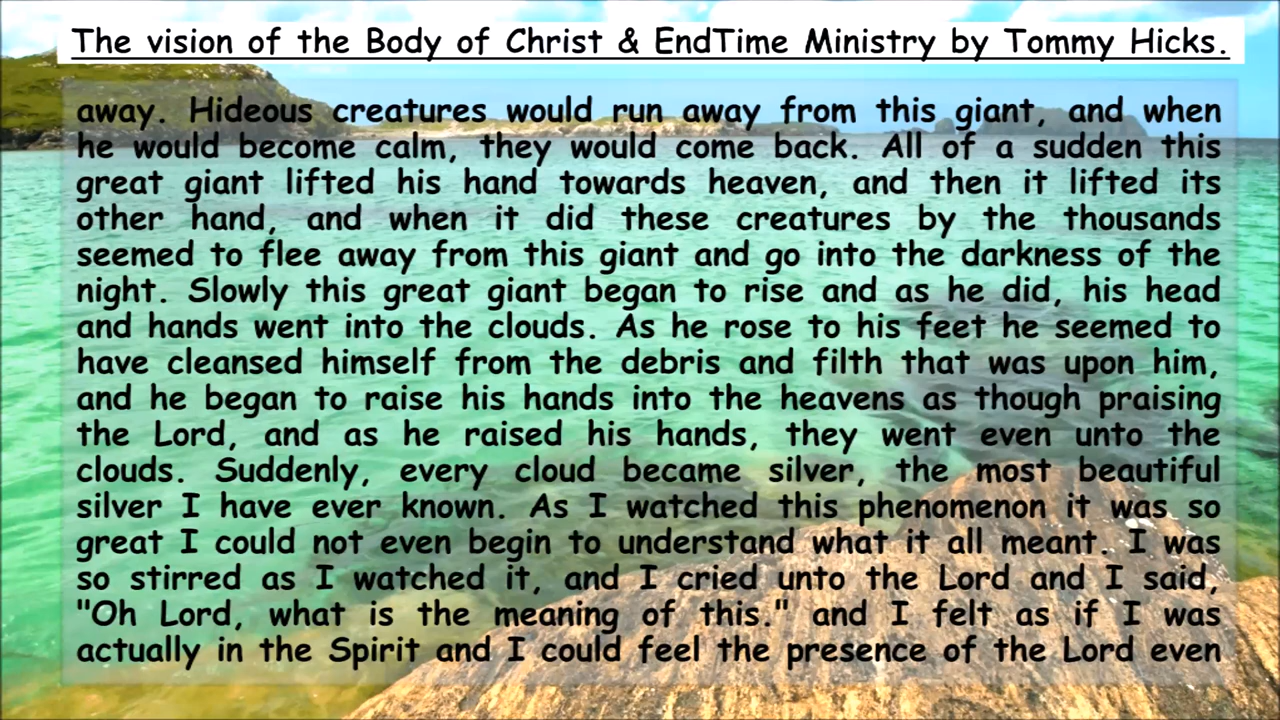 The vision of the Body of Christ & EndTime Ministry by Tommy Hicks.
away. Hideous creatures would run away from this giant, and when
he would become calm, they would come back. All of a sudden this
great giant lifted his hand towards heaven, and then it lifted its
other hand, and when it did these creatures by the thousands
seemed to flee away from this giant and go into the darkness of the
night. Slowly this great giant began to rise and as he did, his head
and hands went into the clouds. As he rose to his feet he seemed to
have cleansed himself from the debris and filth that was upon him,
and he began to raise his hands into the heavens as though praising
the Lord, and as he raised his hands, they went even unto the
clouds. Suddenly, every cloud became silver, the most beautiful
silver I have ever known. As I watched this phenomenon it was so
great I could not even begin to understand what it all meant. I was
so stirred as I watched it, and I cried unto the Lord and I said,
"Oh Lord, what is the meaning of this." and I felt as if I was
actually in the Spirit and I could feel the presence of the Lord even